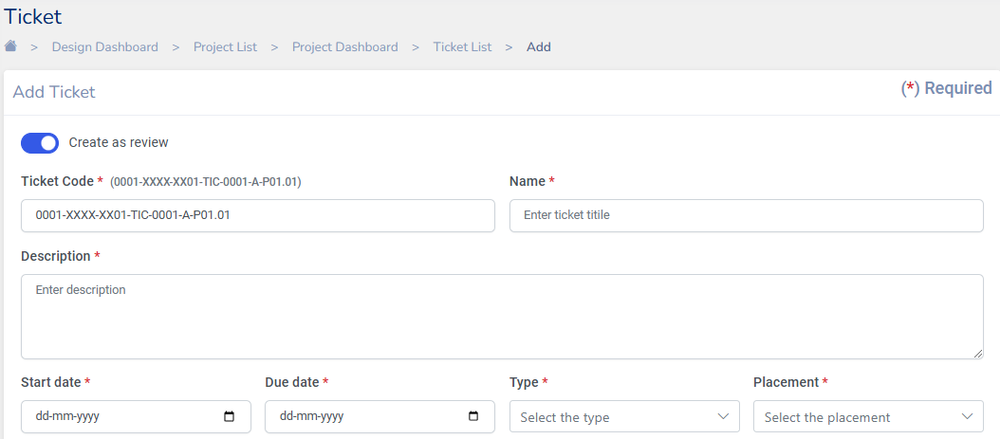 Ticket
> Design Dashboard > Project List > Project Dashboard > Ticket List > Add
Add Ticket (*) Required
Create as review
Ticket Code * (0001-XXXX-XX01-TIC-0001-A-P01.01) Name *
0001-XXXX-XX01-TIC-0001-A-P01.01 Enter ticket titile
Description *
Enter description
Start date * Due date * Type * Placement *
dd-mm-yyyy dd-mm-yyyy Select the type Select the placement